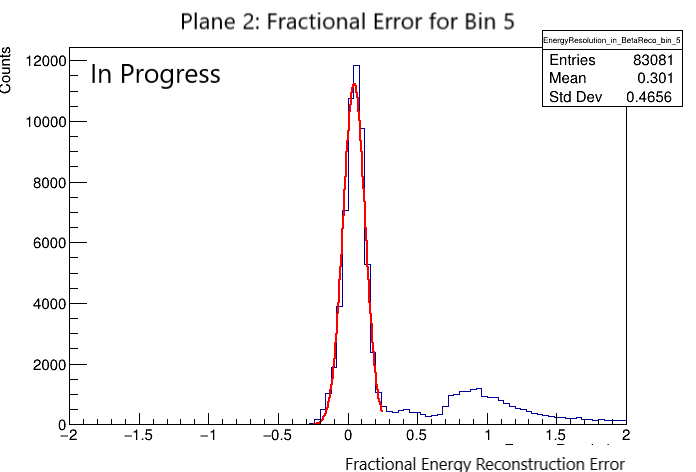 Plane 2: Fractional Error for Bin 5
EnergyResolution_in_BetaReco_bin_5
Entries 83081
Mean 0.301
Std Dev 0.4656
Counts
In Progress
12000
10000
8000
6000
4000
2000
0
−2 −1.5 −1 −0.5 0 0.5 1 1.5 2
Fractional Energy Reconstruction Error